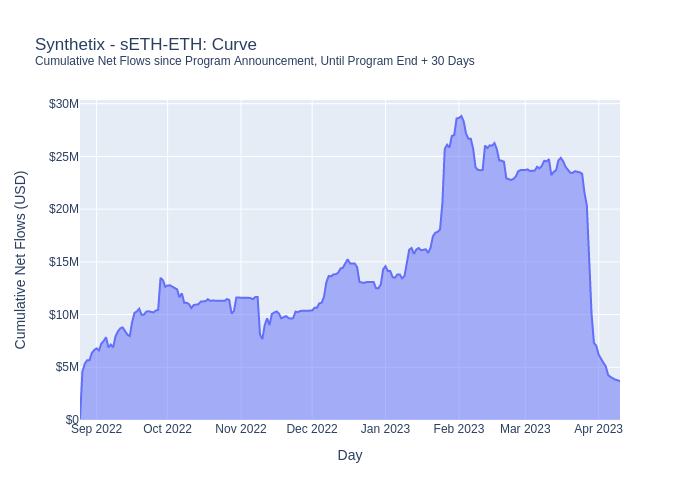 Synthetix - sETH-ETH: Curve
Cumulative Net Flows since Program Announcement, Until Program End + 30 Days
Cumulative Net Flows (USD)
$30M
$25M
$20M
$15M
$10M
$5M
$0
Sep 2022 Oct 2022 Nov 2022 Dec 2022 Jan 2023 Feb 2023 Mar 2023 Apr 2023
Day